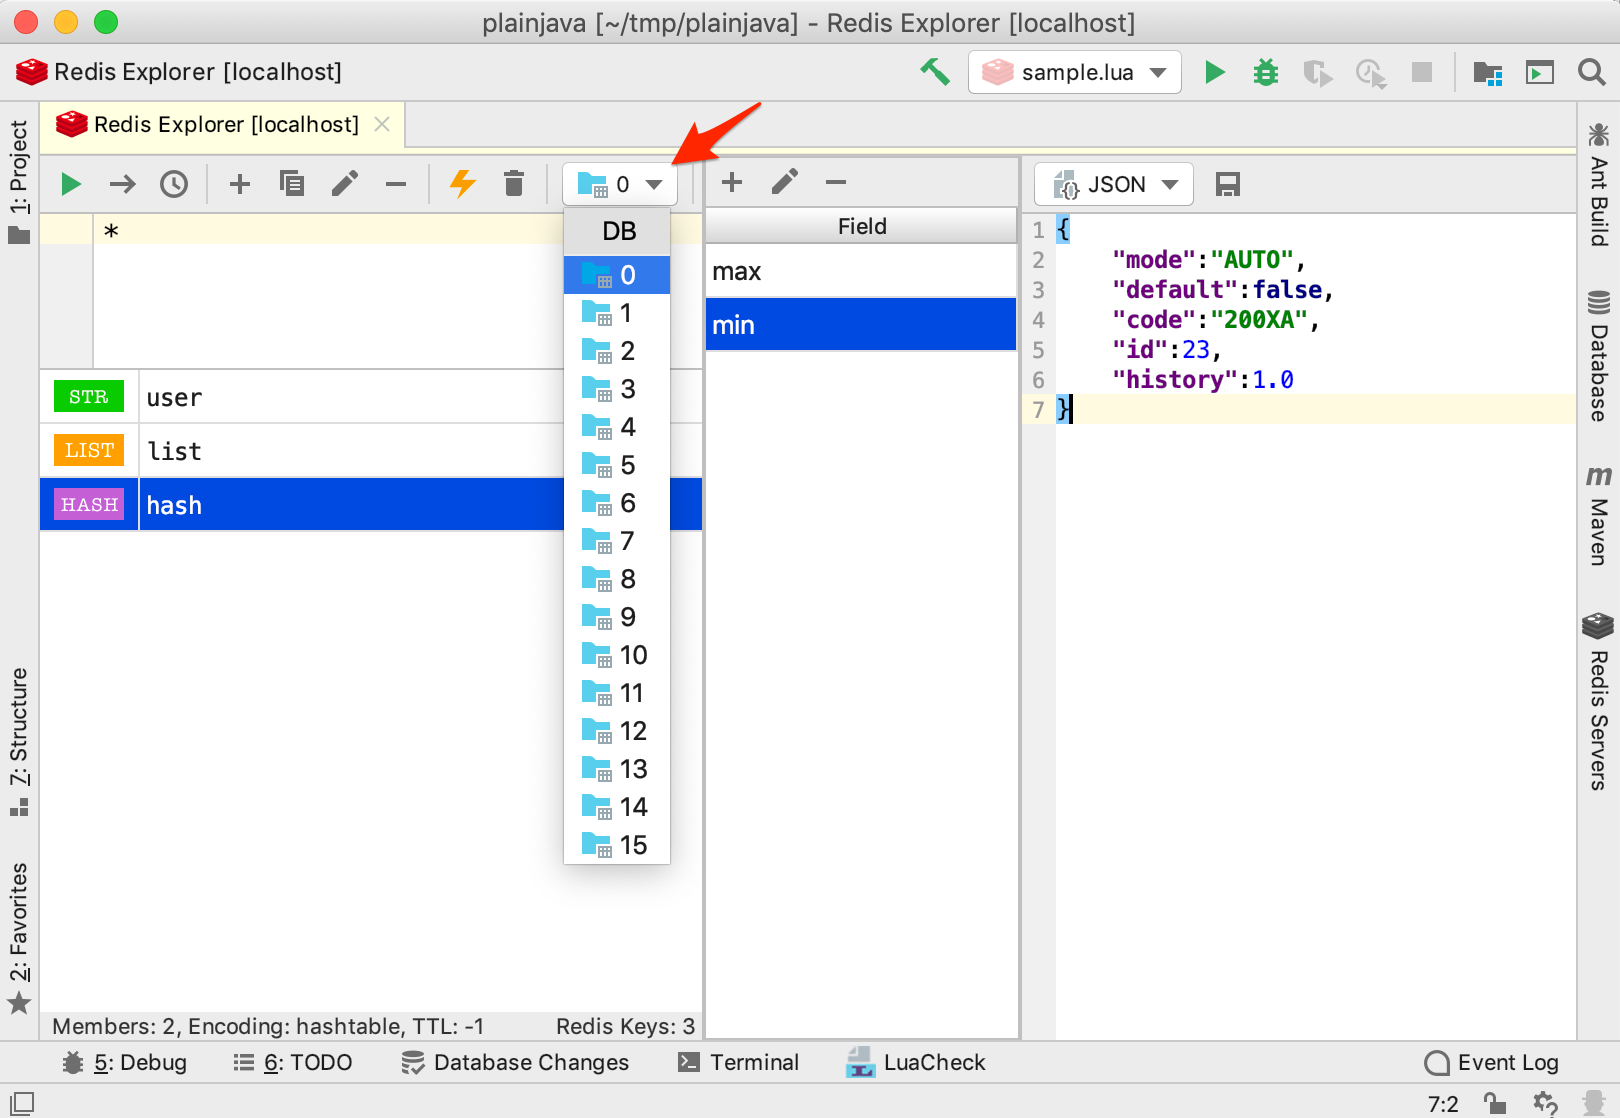 plainjava [~/tmp/plainjava] - Redis Explorer [localhost]
Redis Explorer [localhost]
sample.lua
Redis Explorer [localhost]
1: Project
7: Structure
2: Favorites
0
*
DB
0
1
2
3
4
5
6
7
8
9
10
11
12
13
14
15
STR user
LIST list
HASH hash
Members: 2, Encoding: hashtable, TTL: -1
Redis Keys: 3
Field
max
min
JSON
1 {
2 "mode":"AUTO",
3 "default":false,
4 "code":"200XA",
5 "id":23,
6 "history":1.0
7 }
Ant Build
Database
m Maven
Redis Servers
5: Debug
6: TODO
Database Changes
Terminal
LuaCheck
Event Log
7:2